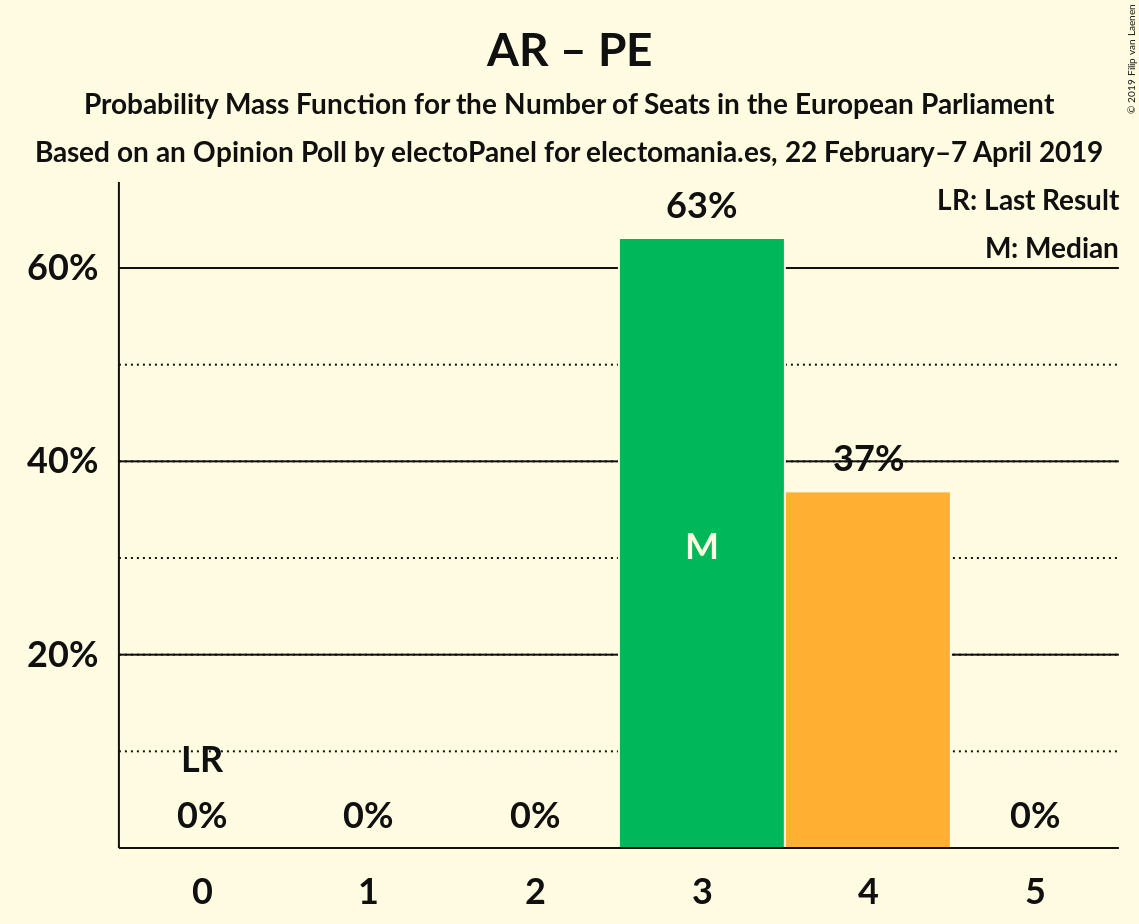 AR – PE
Probability Mass Function for the Number of Seats in the European Parliament
Based on an Opinion Poll by electoPanel for electomania.es, 22 February–7 April 2019
© 2019 Filip van Laenen
LR: Last Result
M: Median
63%
60%
40%
37%
M
20%
LR
0% 0% 0% 0%
0 1 2 3 4 5